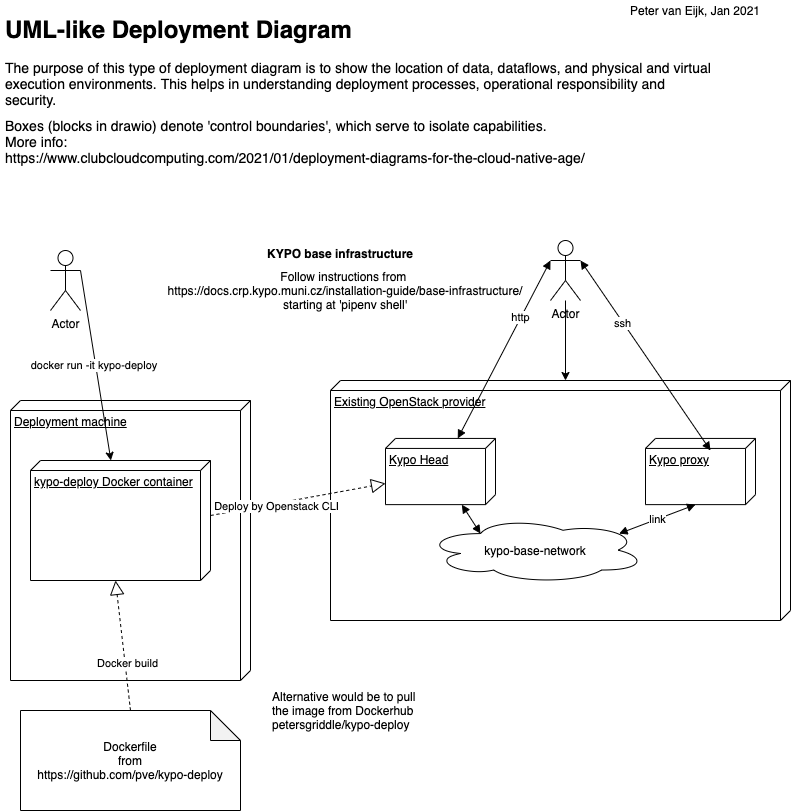 Peter van Eijk, Jan 2021
UML-like Deployment Diagram
The purpose of this type of deployment diagram is to show the location of data, dataflows, and physical and virtual
execution environments. This helps in understanding deployment processes, operational responsibility and
security.
Boxes (blocks in drawio) denote 'control boundaries', which serve to isolate capabilities.
More info:
https://www.clubcloudcomputing.com/2021/01/deployment-diagrams-for-the-cloud-native-age/
KYPO base infrastructure
Follow instructions from
https://docs.crp.kypo.muni.cz/installation-guide/base-infrastructure/
starting at 'pipenv shell'
Actor
Actor
http
ssh
docker run -it kypo-deploy
Existing OpenStack provider
Deployment machine
Kypo Head
Kypo proxy
kypo-deploy Docker container
Deploy by Openstack CLI
link
kypo-base-network
Docker build
Alternative would be to pull
the image from Dockerhub
petersgriddle/kypo-deploy
Dockerfile
from
https://github.com/pve/kypo-deploy